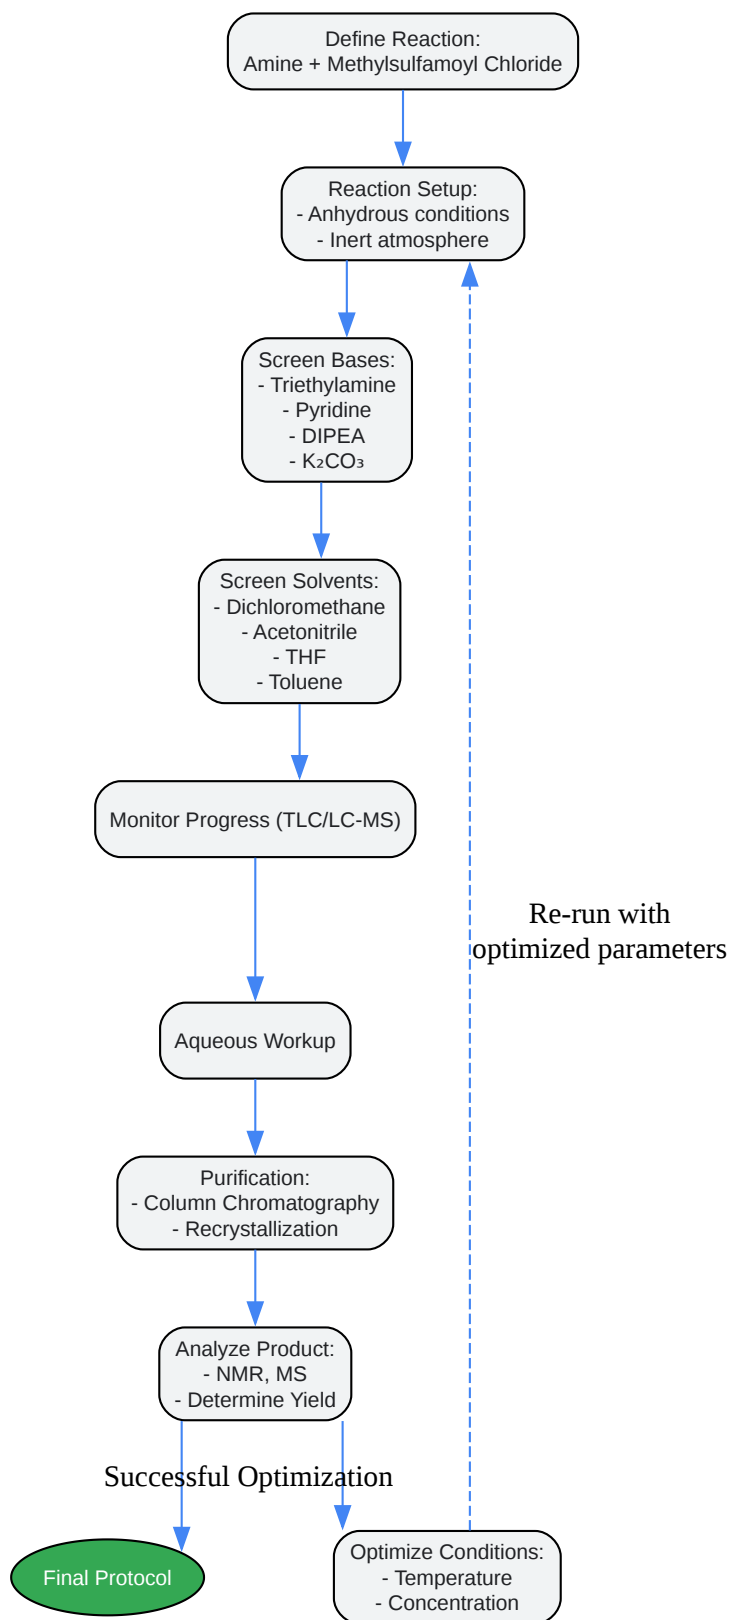 Define Reaction:
Amine + Methylsulfamoyl Chloride
Reaction Setup:
- Anhydrous conditions
- Inert atmosphere
Screen Bases:
- Triethylamine
- Pyridine
- DIPEA
- K₂CO₃
Screen Solvents:
- Dichloromethane
- Acetonitrile
- THF
- Toluene
Monitor Progress (TLC/LC-MS)
Re-run with
optimized parameters
Aqueous Workup
Purification:
- Column Chromatography
- Recrystallization
Analyze Product:
- NMR, MS
- Determine Yield
Successful Optimization
Final Protocol
Optimize Conditions:
- Temperature
- Concentration